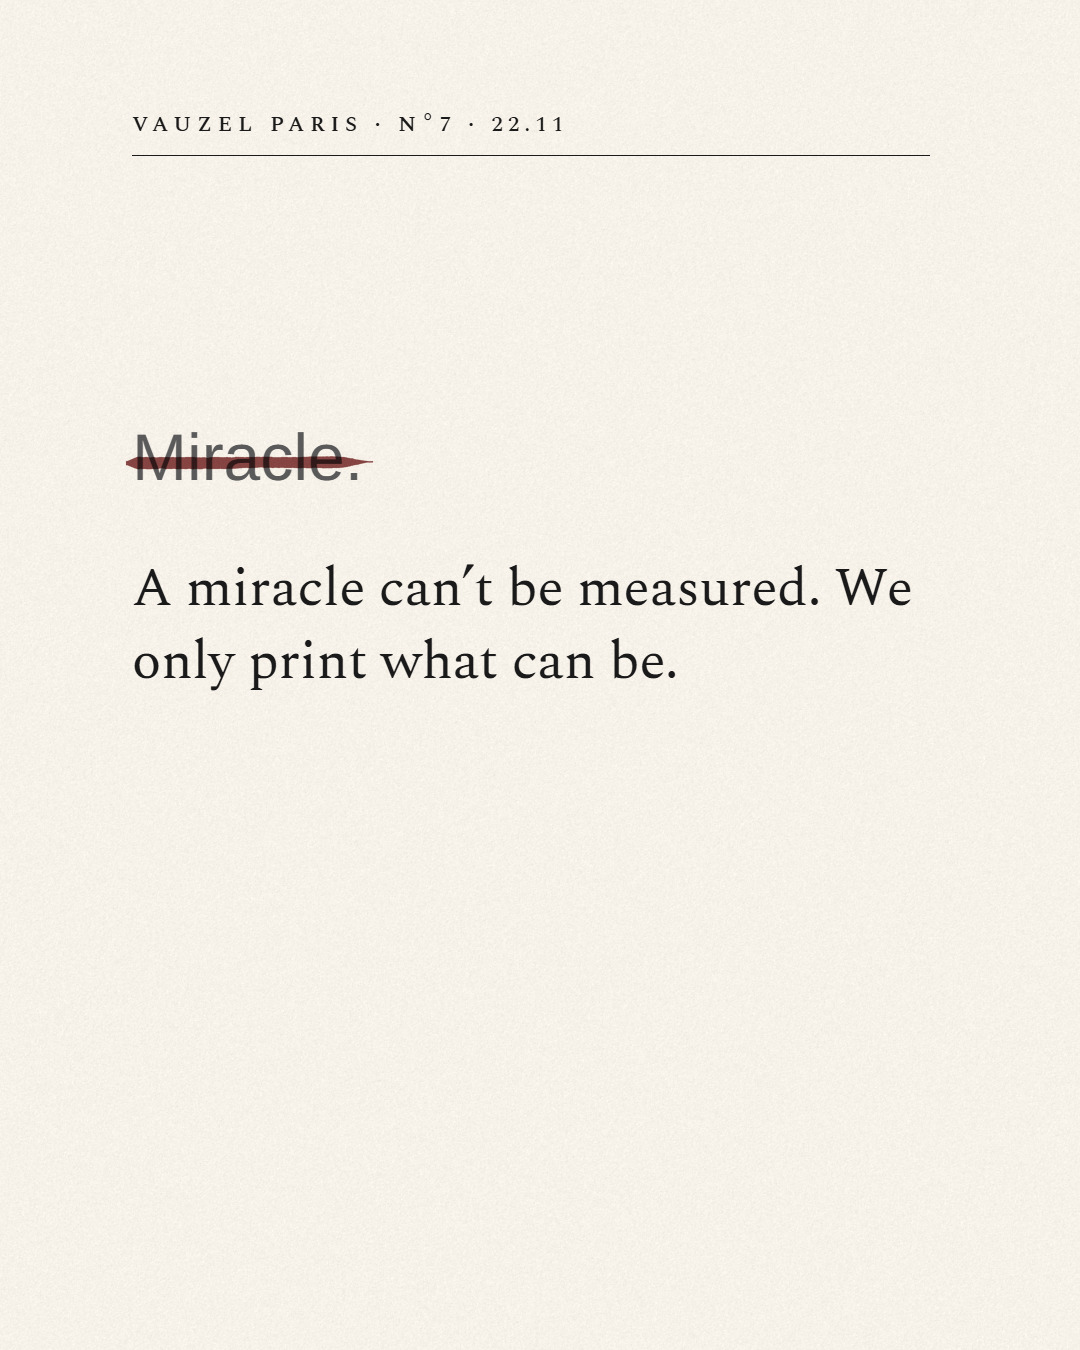 VAUZEL PARIS · N°7 · 22.11
Miracle.
A miracle can′t be measured. We
only print what can be.